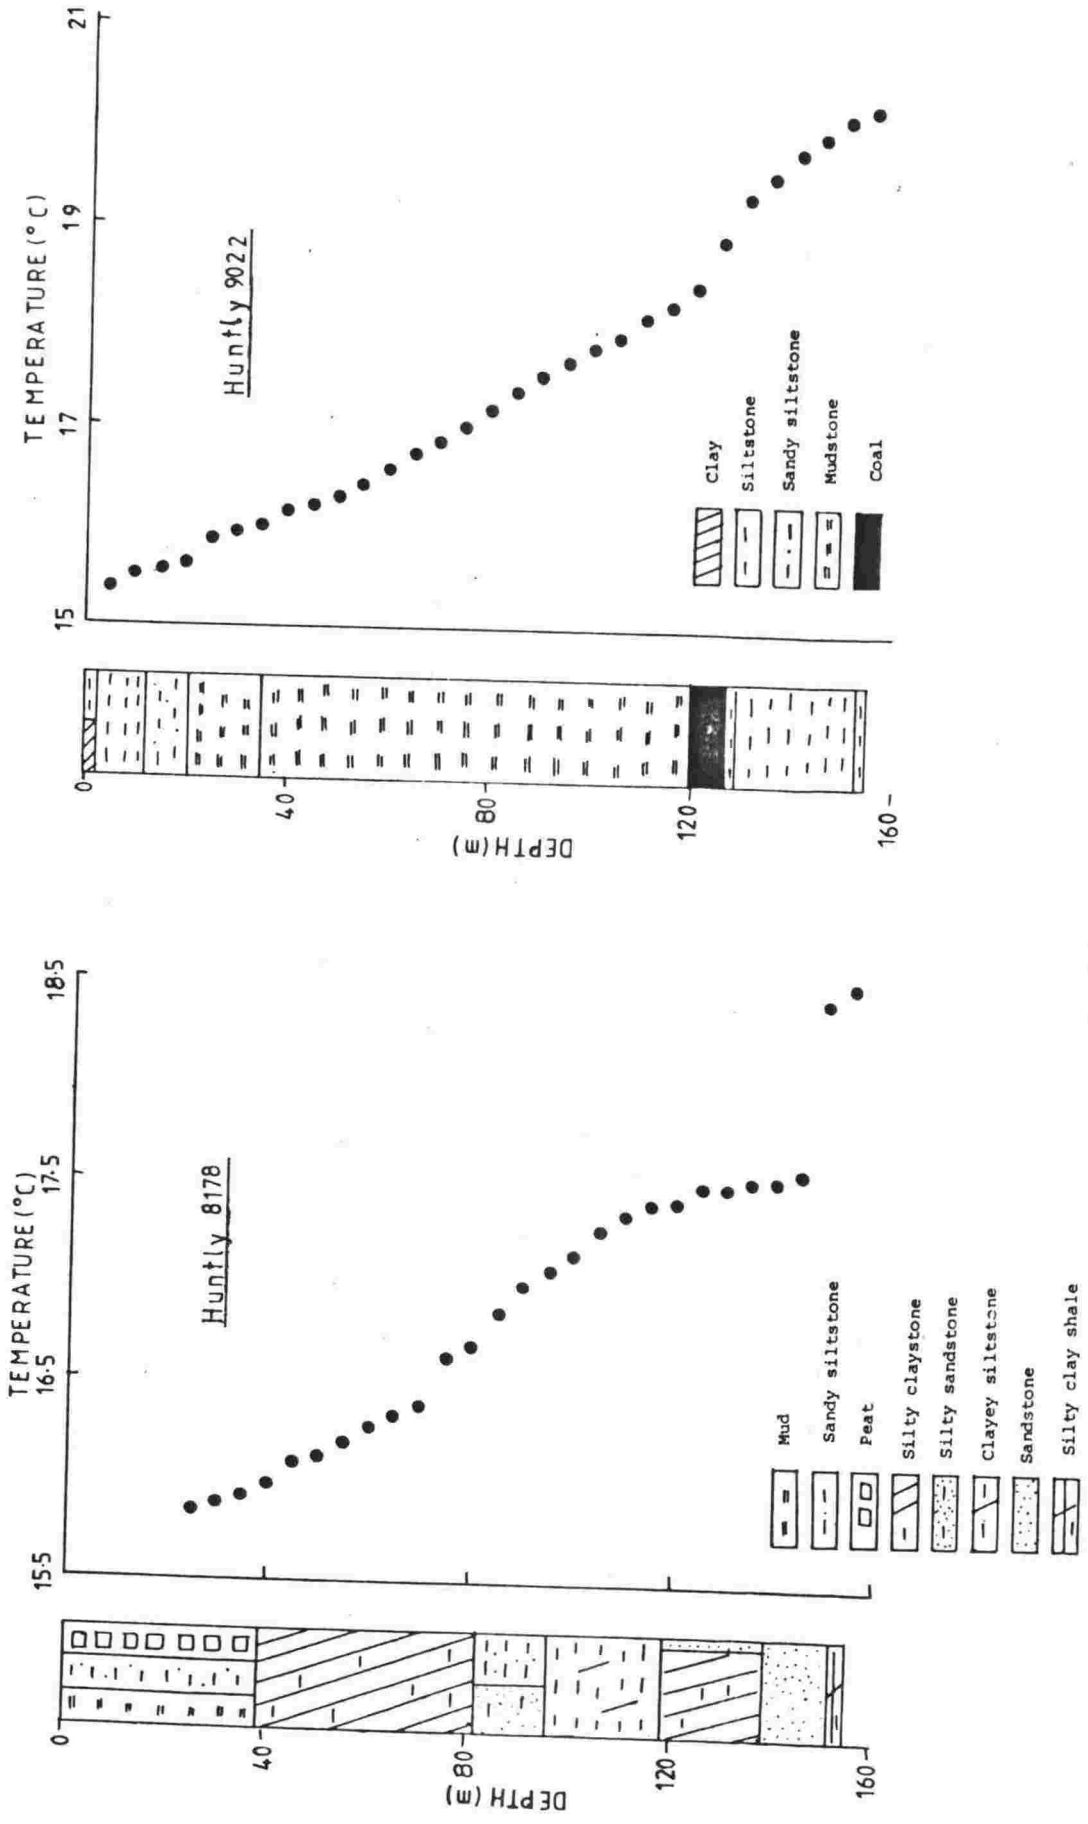 TEMPERATURE (°C)
15.5
16.5
17.5
18.5
Huntly 8178
0
40
80
120
160
DEPTH (m)
Mud
Sandy siltstone
Peat
Silty claystone
Silty sandstone
Clayey siltstone
Sandstone
Silty clay shale
TEMPERATURE (°C)
15
17
19
21
Huntly 9022
0
40
80
120
160
DEPTH (m)
Clay
Siltstone
Sandy siltstone
Mudstone
Coal